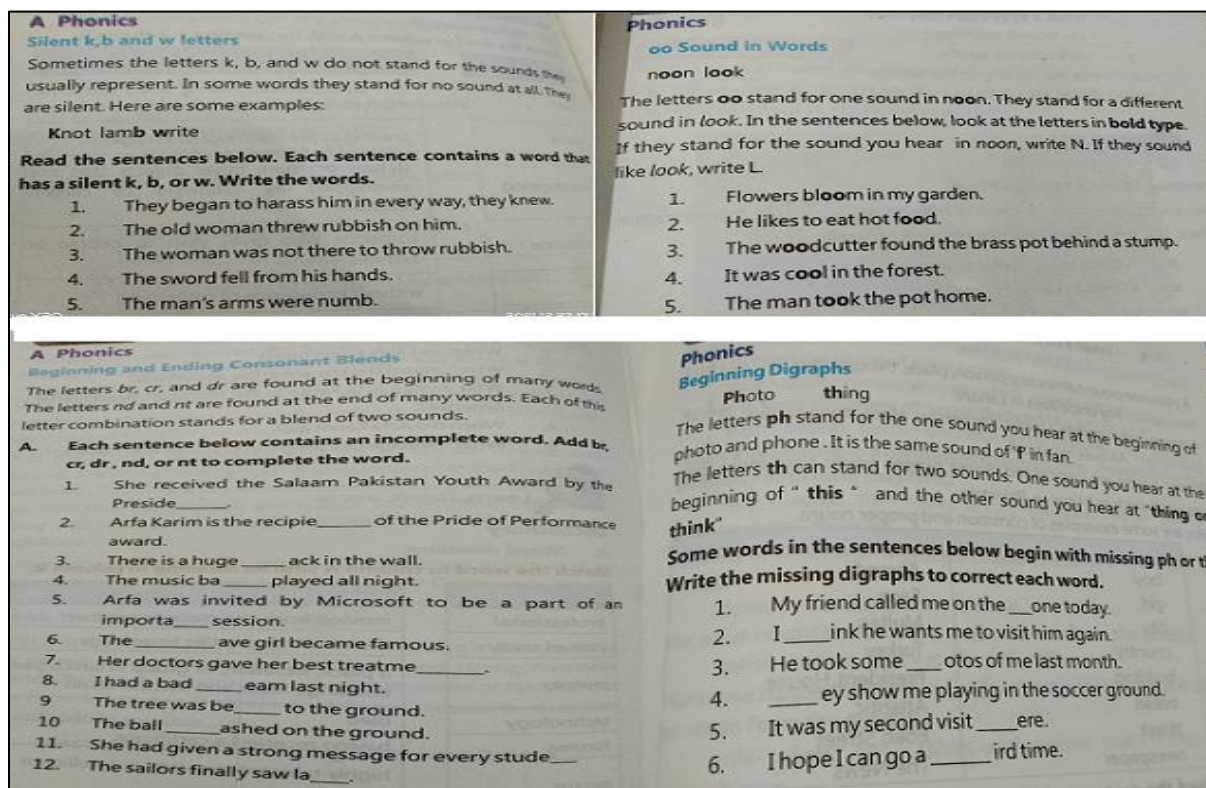 A Phonics
Silent k,b and w letters
Sometimes the letters k, b, and w do not stand for the sounds they
usually represent. In some words they stand for no sound at all. They
are silent. Here are some examples:
Knot lamb write
Read the sentences below. Each sentence contains a word that
has a silent k, b, or w. Write the words.
1. They began to harass him in every way, they knew.
2. The old woman threw rubbish on him.
3. The woman was not there to throw rubbish.
4. The sword fell from his hands.
5. The man's arms were numb.
Phonics
oo Sound in Words
noon look
The letters oo stand for one sound in noon. They stand for a different
sound in look. In the sentences below, look at the letters in bold type.
If they stand for the sound you hear in noon, write N. If they sound
like look, write L.
1. Flowers bloom in my garden.
2. He likes to eat hot food.
3. The woodcutter found the brass pot behind a stump.
4. It was cool in the forest.
5. The man took the pot home.
A Phonics
Beginning and Ending Consonant Blends
The letters br, cr, and dr are found at the beginning of many words.
The letters nd and nt are found at the end of many words. Each of this
letter combination stands for a blend of two sounds.
A. Each sentence below contains an incomplete word. Add br,
cr, dr, nd, or nt to complete the word.
1. She received the Salaam Pakistan Youth Award by the
Preside______.
2. Arfa Karim is the recipie______ of the Pride of Performance
award.
3. There is a huge _____ ack in the wall.
4. The music ba _____ played all night.
5. Arfa was invited by Microsoft to be a part of an
importa____ session.
6. The_________ ave girl became famous.
7. Her doctors gave her best treatme________.
8. I had a bad _____ eam last night.
9 The tree was be_____ to the ground.
10 The ball______ashed on the ground.
11. She had given a strong message for every stude___
12. The sailors finally saw la_____.
Phonics
Beginning Digraphs
Photo thing
The letters ph stand for the one sound you hear at the beginning of
photo and phone . It is the same sound of 'f' in fan.
The letters th can stand for two sounds. One sound you hear at the
beginning of " this " and the other sound you hear at "thing or
think"
Some words in the sentences below begin with missing ph or t
Write the missing digraphs to correct each word.
1. My friend called me on the __one today.
2. I_____ink he wants me to visit him again.
3. He took some ____otos of me last month.
4. ______ey show me playing in the soccer ground.
5. It was my second visit _____ere.
6. I hope I can go a _______ird time.